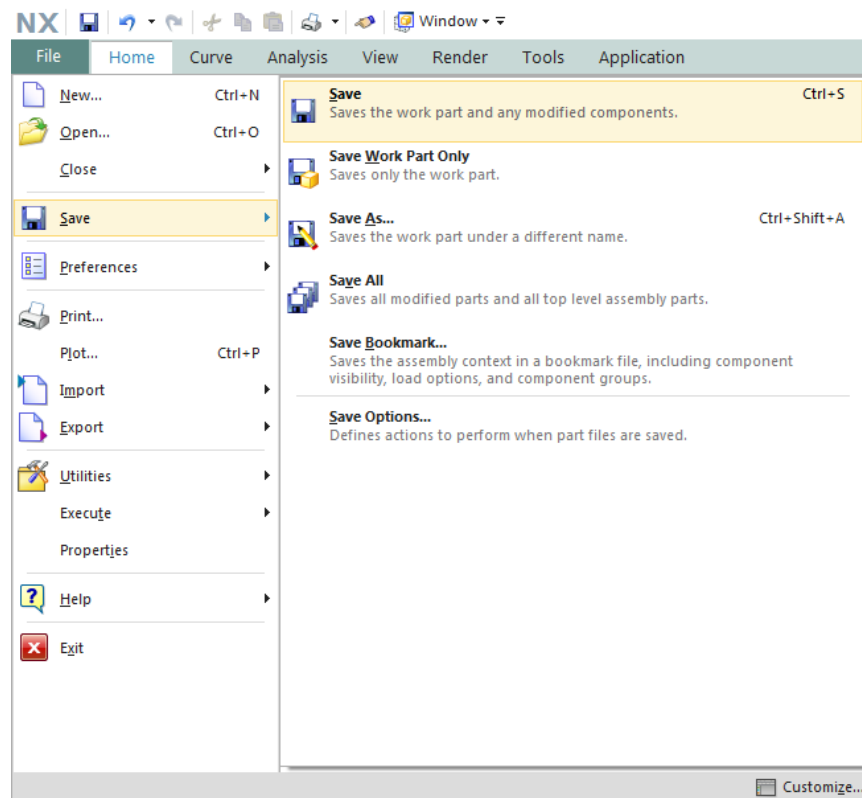 NX Window
File Home Curve Analysis View Render Tools Application
New... Ctrl+N
Open... Ctrl+O
Close
Save
Preferences
Print...
Plot... Ctrl+P
Import
Export
Utilities
Execute
Properties
Help
Exit
Save Ctrl+S
Saves the work part and any modified components.
Save Work Part Only
Saves only the work part.
Save As... Ctrl+Shift+A
Saves the work part under a different name.
Save All
Saves all modified parts and all top level assembly parts.
Save Bookmark...
Saves the assembly context in a bookmark file, including component
visibility, load options, and component groups.
Save Options...
Defines actions to perform when part files are saved.
Customize...